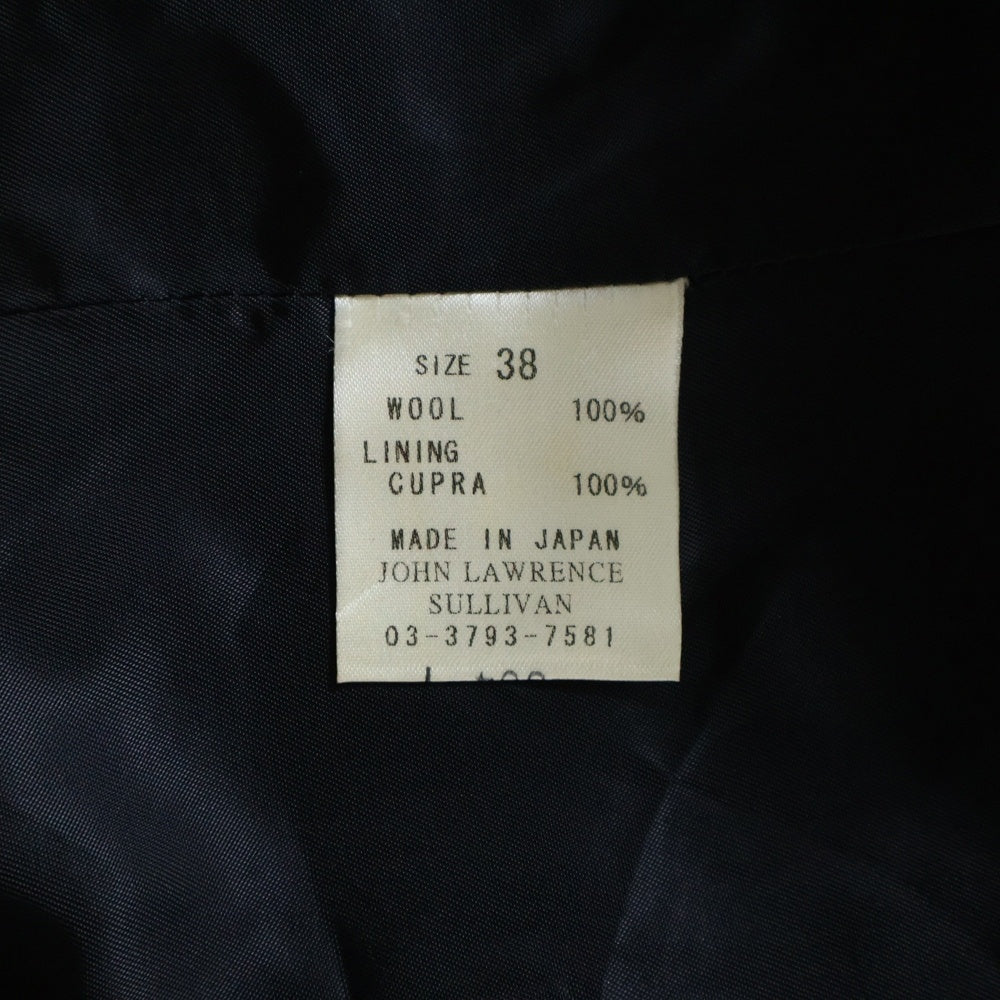 SIZE 38
WOOL 100%
LINING
CUPRA 100%
MADE IN JAPAN
JOHN LAWRENCE
SULLIVAN
03-3793-7581